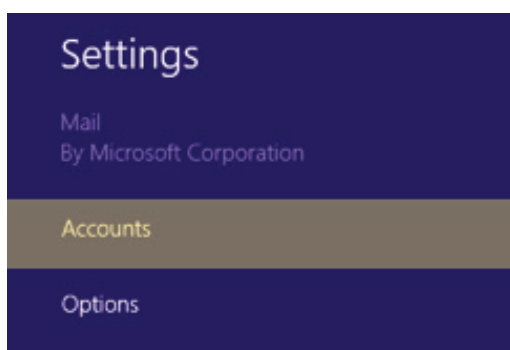 Settings
Mail
By Microsoft Corporation
Accounts
Options